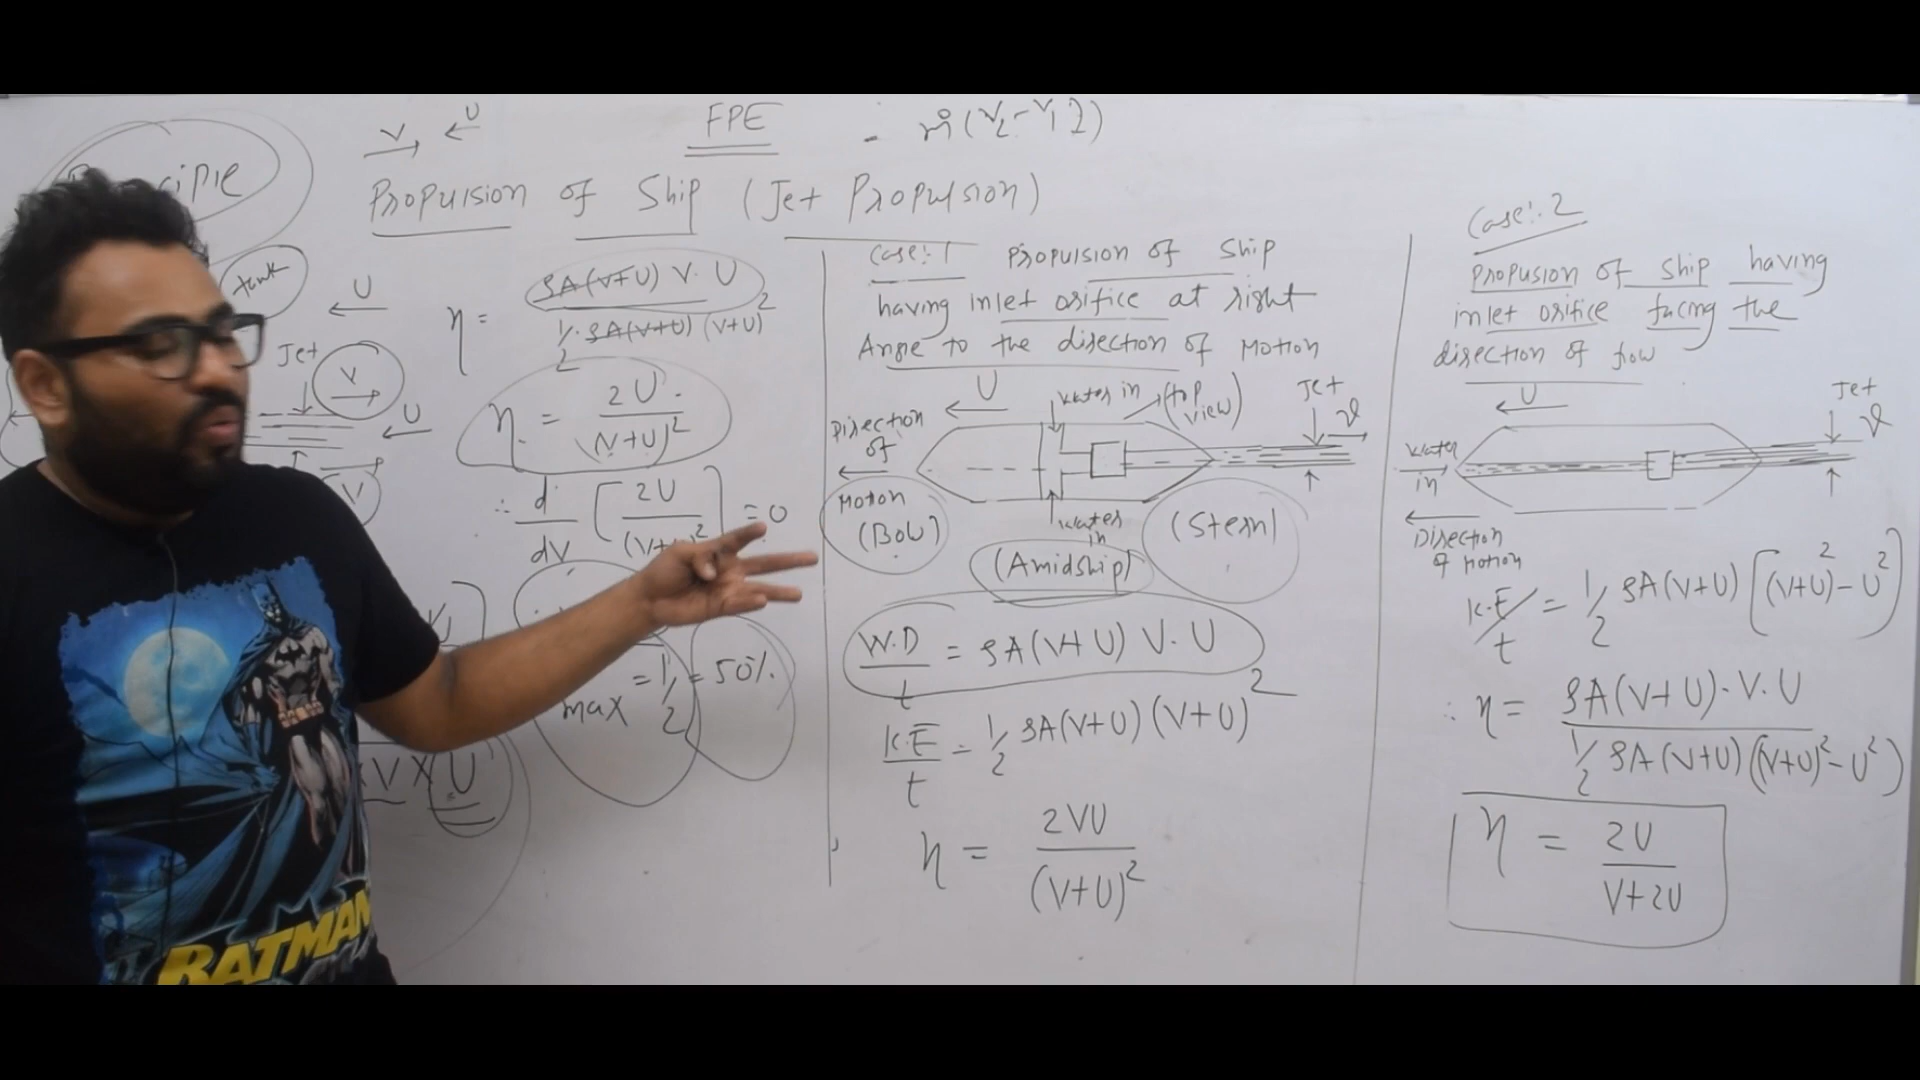 FPE
- ṁ(V₂-V₁)
V
U
Propulsion of Ship (Jet Propulsion)
tank
U
Jet
V
U
V
η = ρA(V+U) V. U
½. ρA(V+U) (V+U)²
η = 2U.
(V+U)²
∴ d/dv [ 2U
= 0
max = 1/2 = 50%.
V X U
BATMAN
Case: 1 Propulsion of Ship
having inlet orifice at right
Angle to the direction of Motion
U
Water in
(top view)
Jet
V
Direction
of
Motion
(Bow)
Water
in
(Amidship)
(Stern)
W.D/t = ρA(V+U) V. U
K.E/t = ½ ρA(V+U) (V+U)²
η = 2VU/(V+U)²
Case: 2
Propusion of Ship having
inlet orifice facing the
direction of flow
U
Jet
V
Water
in
Direction
of Motion
K.E/t = ½ ρA(V+U) [(V+U)² - U²]
∴ η = ρA(V+U). V. U
½ ρA(V+U) ((V+U)² - U²)
η = 2U/V+2U